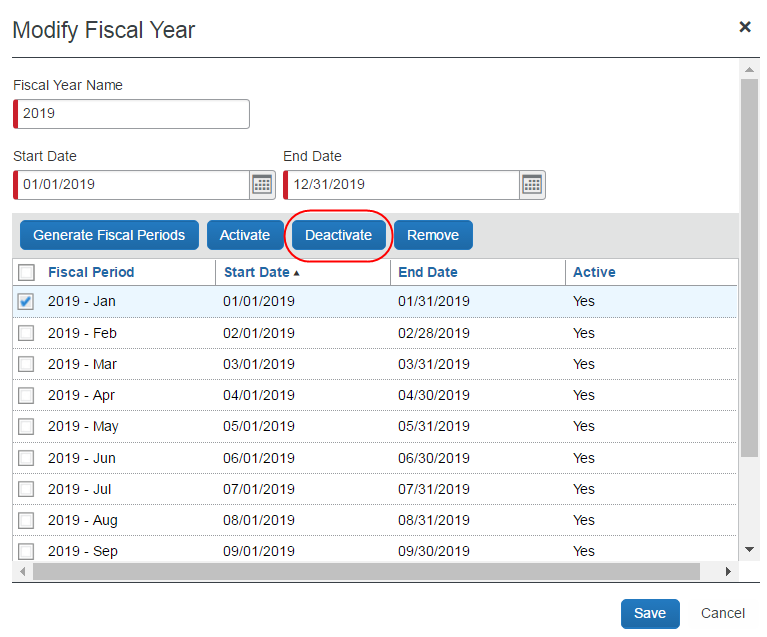 Modify Fiscal Year
Fiscal Year Name
2019
Start Date End Date
01/01/2019 12/31/2019
Generate Fiscal Periods Activate Deactivate Remove
Fiscal Period Start Date End Date Active
2019 - Jan 01/01/2019 01/31/2019 Yes
2019 - Feb 02/01/2019 02/28/2019 Yes
2019 - Mar 03/01/2019 03/31/2019 Yes
2019 - Apr 04/01/2019 04/30/2019 Yes
2019 - May 05/01/2019 05/31/2019 Yes
2019 - Jun 06/01/2019 06/30/2019 Yes
2019 - Jul 07/01/2019 07/31/2019 Yes
2019 - Aug 08/01/2019 08/31/2019 Yes
2019 - Sep 09/01/2019 09/30/2019 Yes
Save Cancel